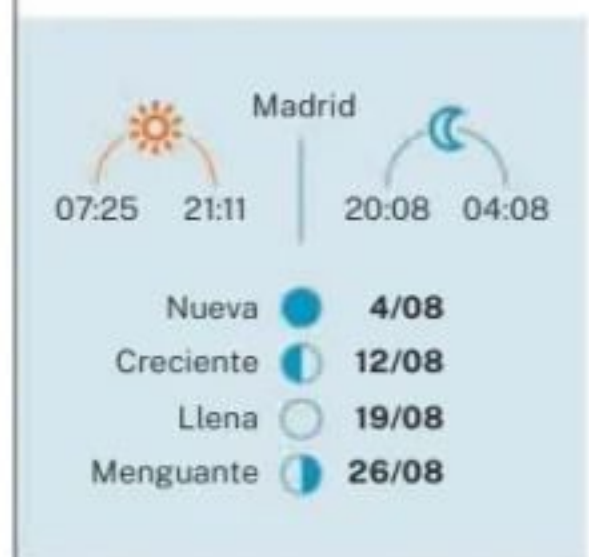 Madrid
07:25 21:11 20:08 04:08
Nueva 4/08
Creciente 12/08
Llena 19/08
Menguante 26/08